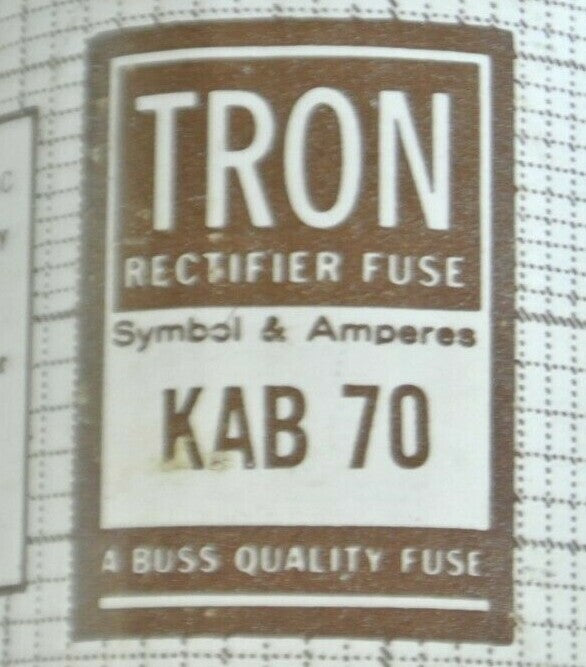 TRON
RECTIFIER FUSE
Symbol & Amperes
KAB 70
A BUSS QUALITY FUSE